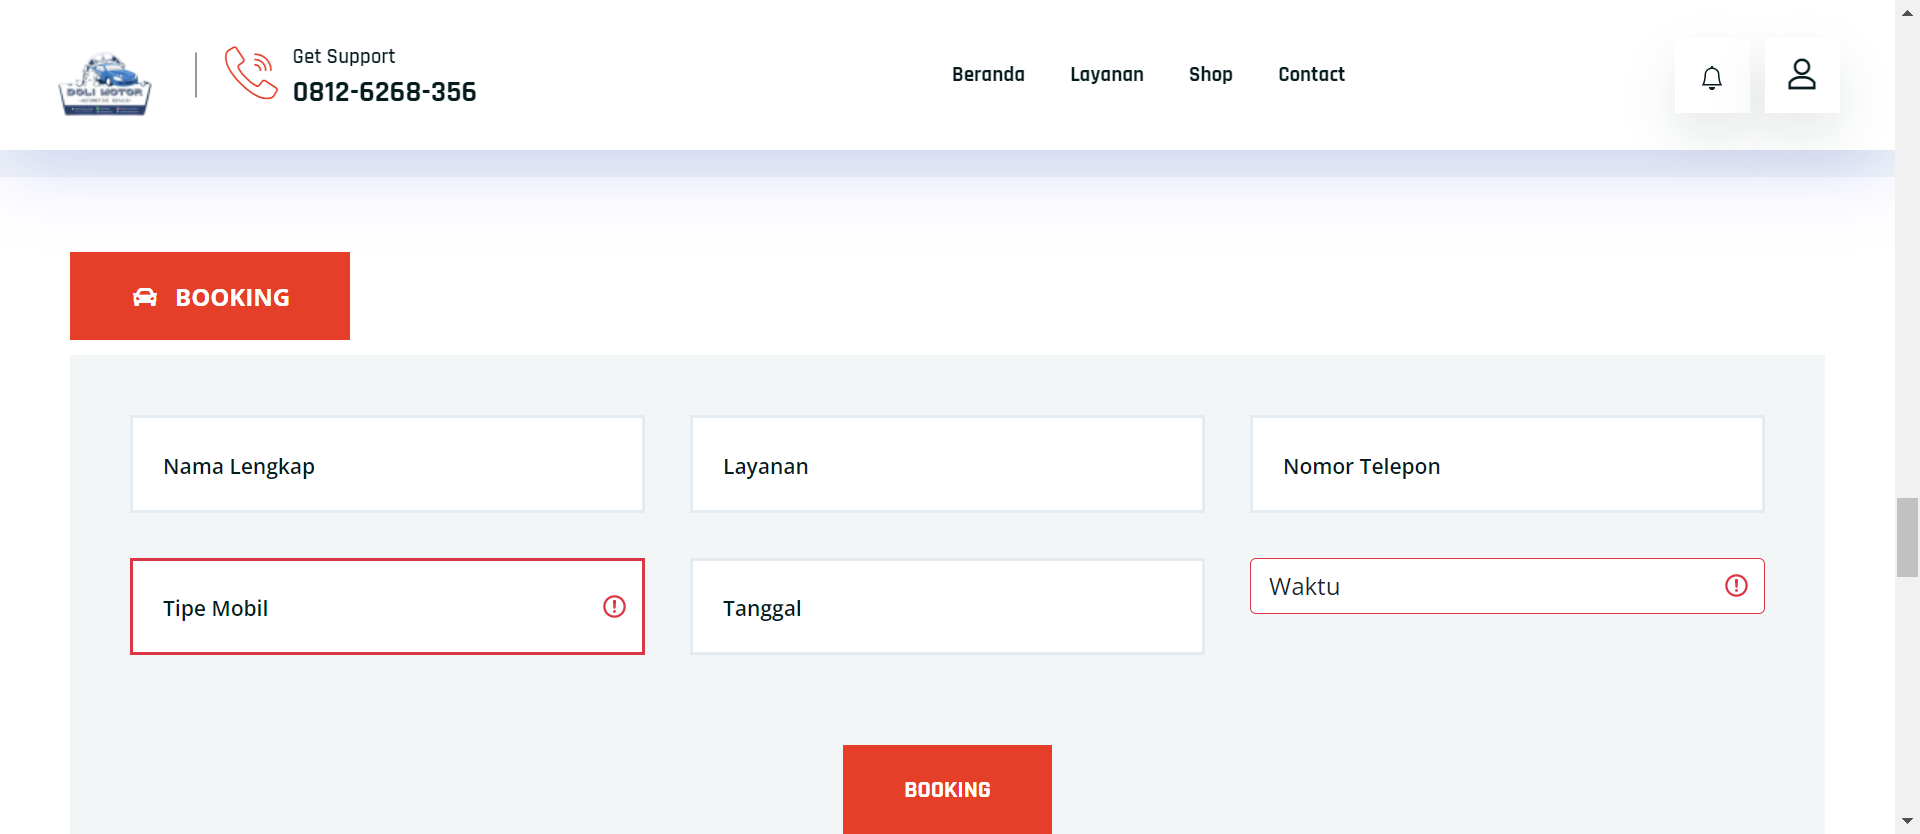 DOLI MOTOR
Get Support
0812-6268-356
Beranda
Layanan
Shop
Contact
BOOKING
Nama Lengkap
Layanan
Nomor Telepon
Tipe Mobil
Tanggal
Waktu
BOOKING